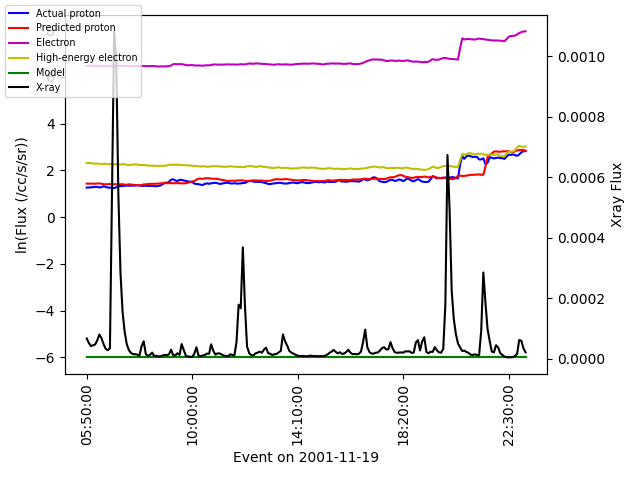 Actual proton
Predicted proton
Electron
High-energy electron
Model
X-ray
8
6
4
2
0
−2
−4
−6
ln(Flux (/cc/s/sr))
0.0010
0.0008
0.0006
0.0004
0.0002
0.0000
Xray Flux
05:50:00
10:00:00
14:10:00
18:20:00
22:30:00
Event on 2001-11-19